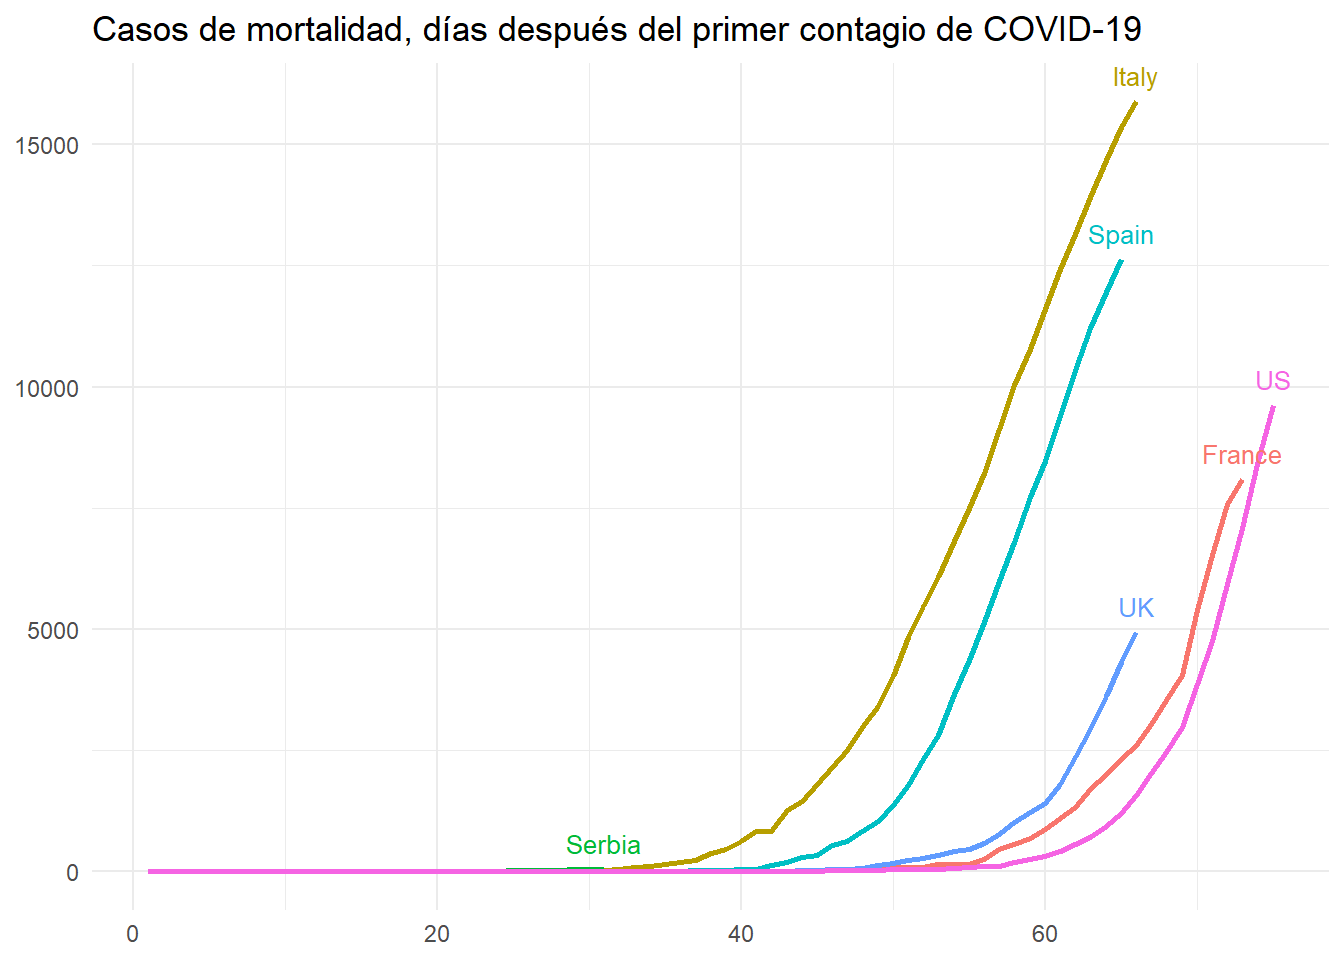 Casos de mortalidad, días después del primer contagio de COVID-19
Italy
15000
Spain
10000
US
France
5000
UK
Serbia
0
0 20 40 60